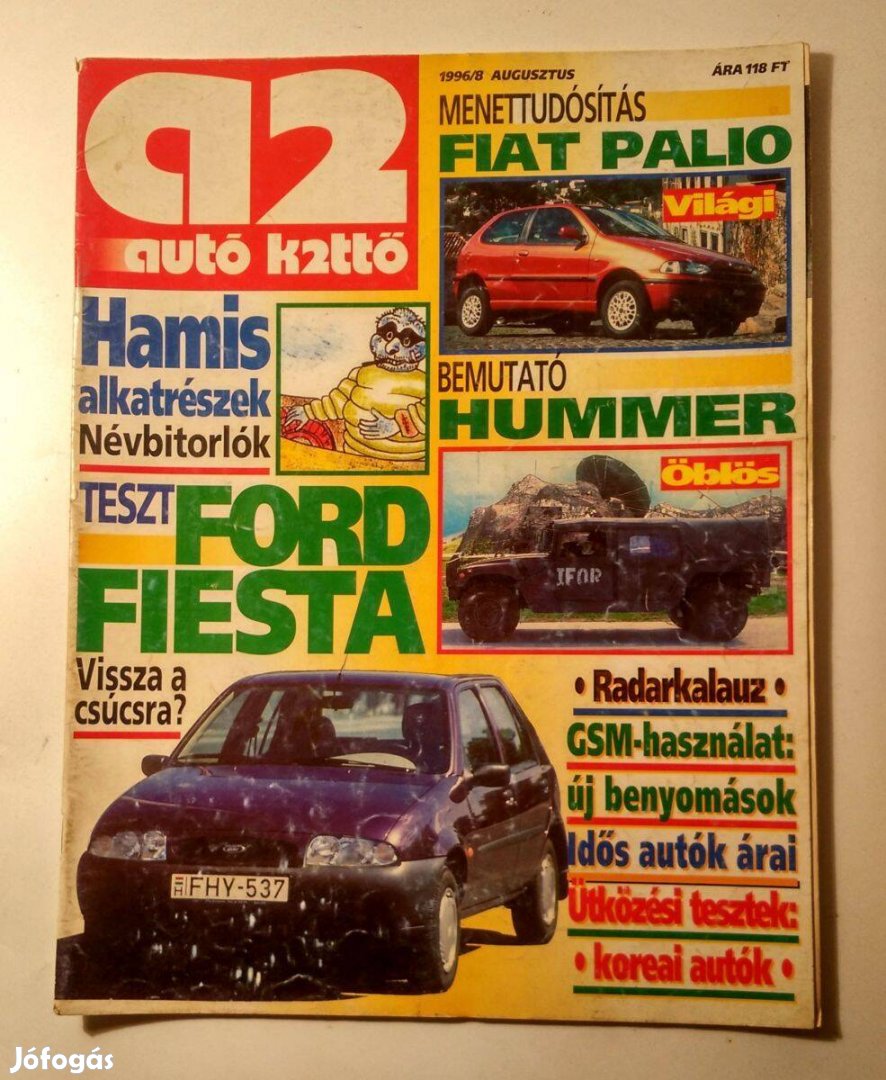 a2
autó k2ttő
1996/8 AUGUSZTUS
ÁRA 118 FT
MENETTUDÓSÍTÁS
FIAT PALIO
Világi
Hamis
alkatrészek
Névbitorlók
BEMUTATÓ
HUMMER
Öblös
IFOR
TESZT FORD
FIESTA
Vissza a
csúcsra?
H FHY-537
• Radarkalauz •
GSM-használat:
új benyomások
Idős autók árai
Ütközési tesztek:
• koreai autók •
Jófogás